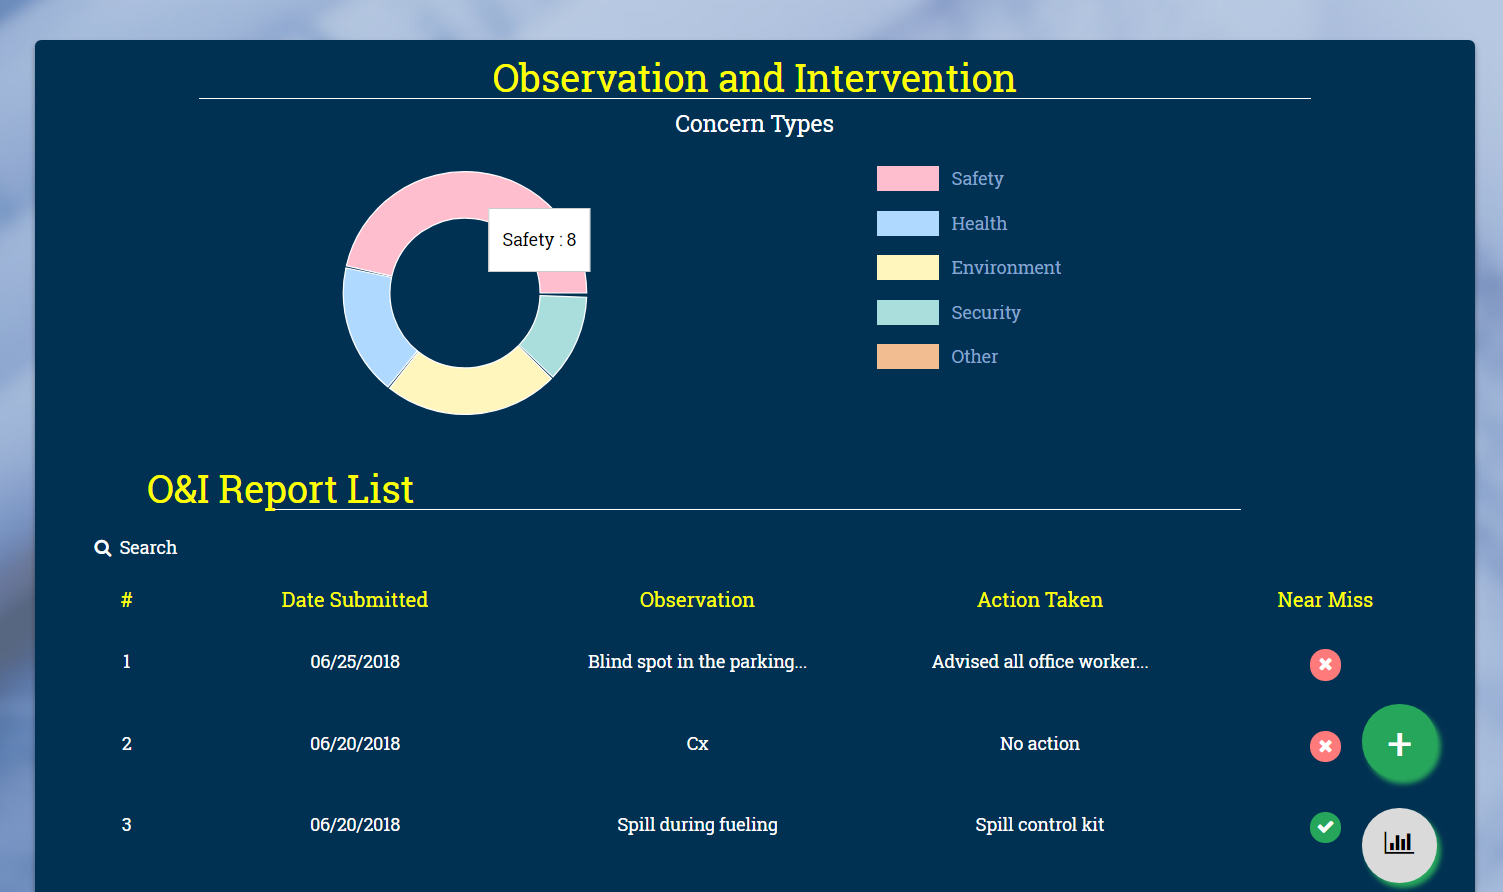 Observation and Intervention
Concern Types
Safety : 8
Safety
Health
Environment
Security
Other
O&I Report List
Search
# Date Submitted Observation Action Taken Near Miss
1 06/25/2018 Blind spot in the parking... Advised all office worker...
2 06/20/2018 Cx No action
3 06/20/2018 Spill during fueling Spill control kit